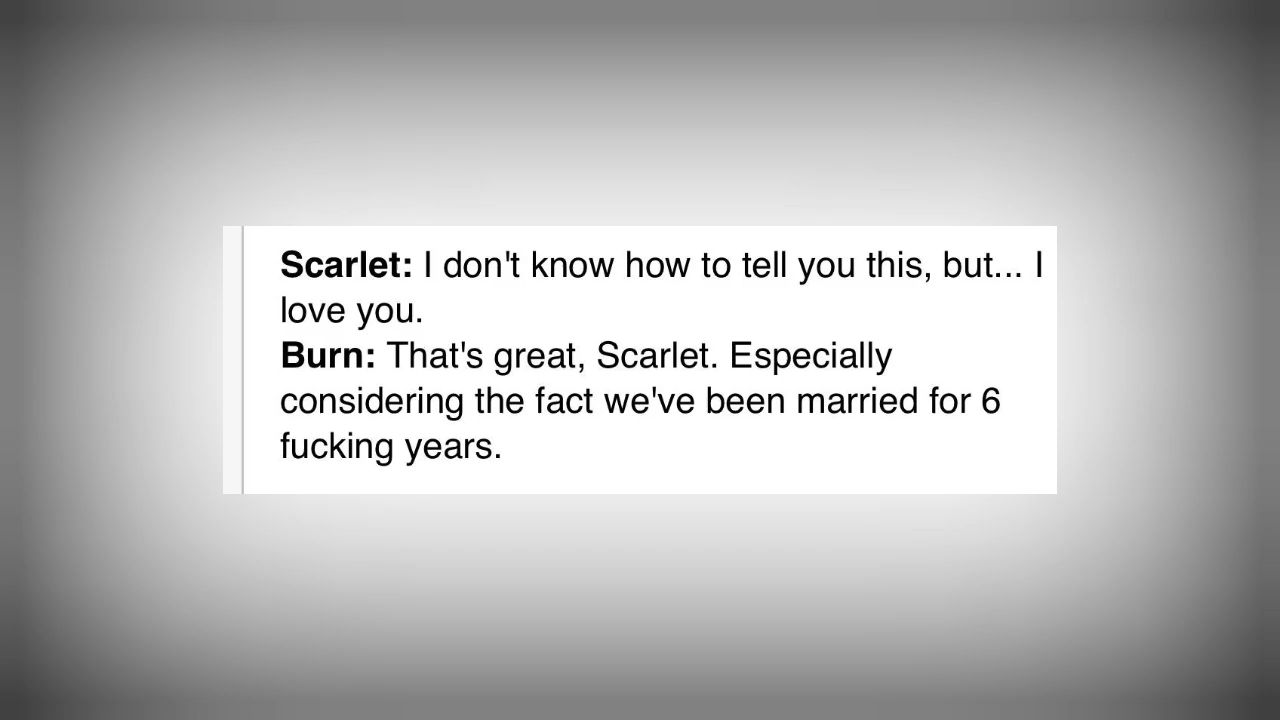 Scarlet: I don't know how to tell you this, but... I
love you.
Burn: That's great, Scarlet. Especially
considering the fact we've been married for 6
fucking years.